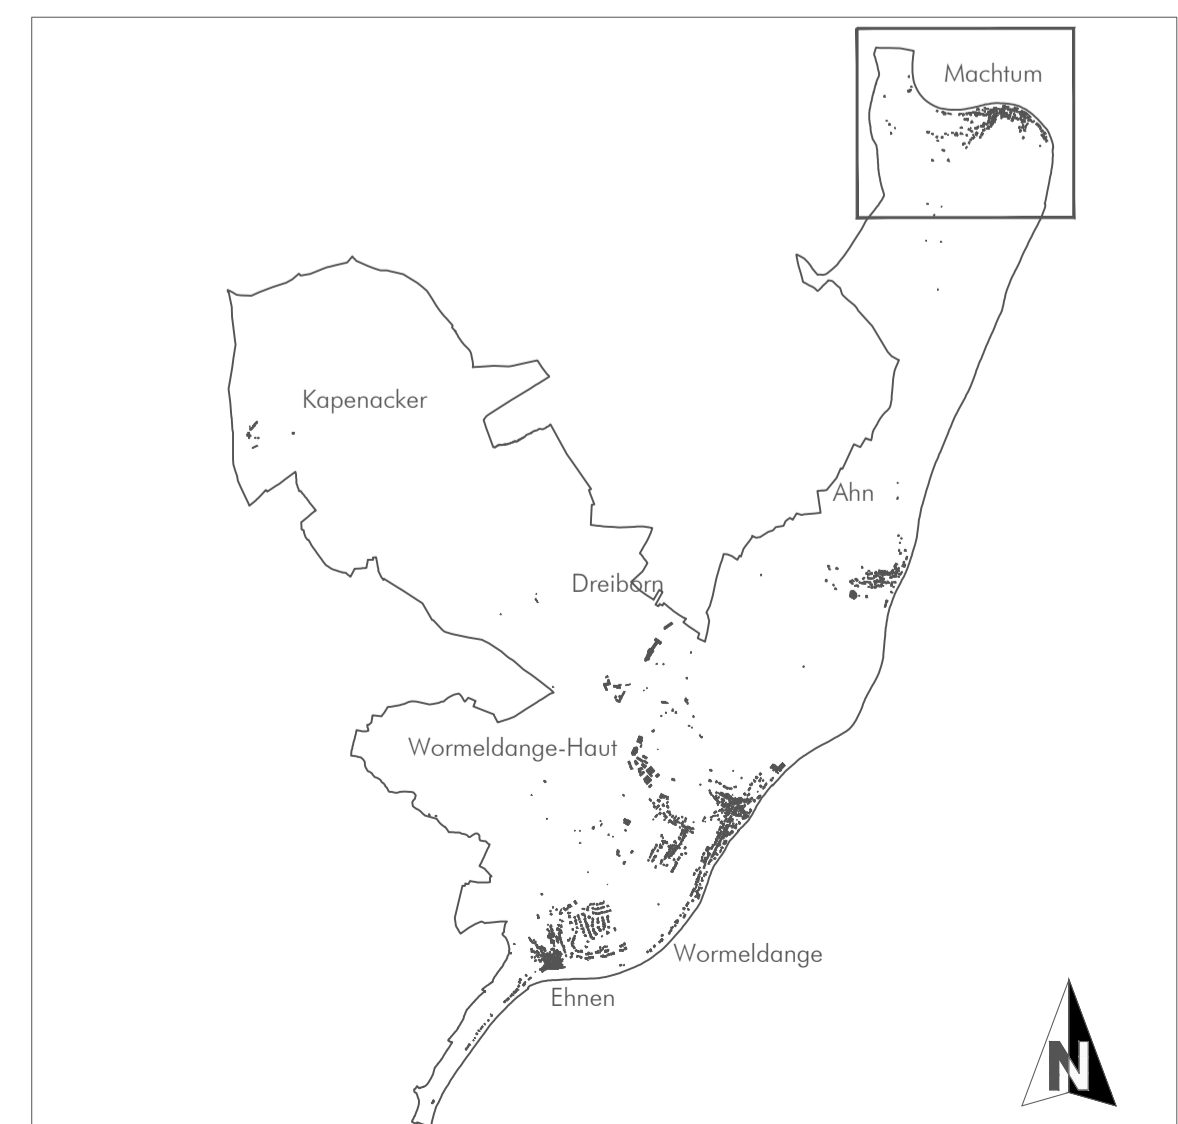 Machtum
Kapenacker
Ahn
Dreiborn
Wormeldange-Haut
Wormeldange
Ehnen
N